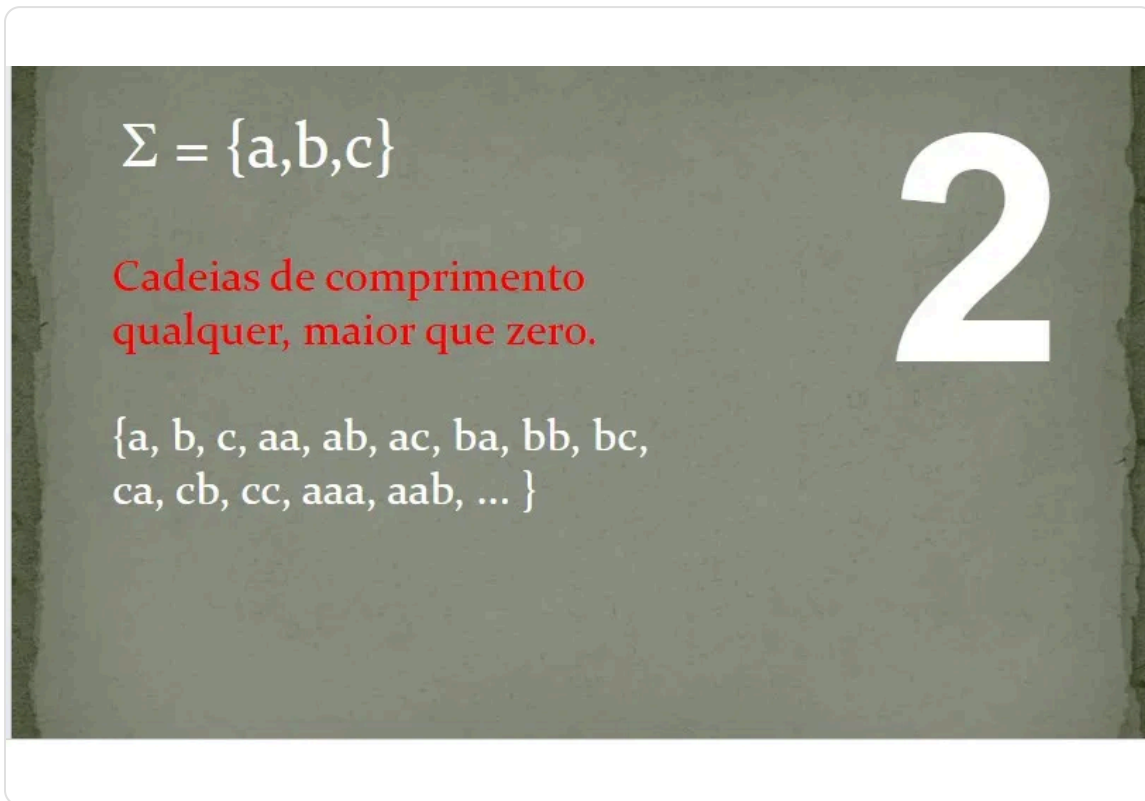 Σ = {a,b,c}
2
Cadeias de comprimento
qualquer, maior que zero.
{a, b, c, aa, ab, ac, ba, bb, bc,
ca, cb, cc, aaa, aab, ... }